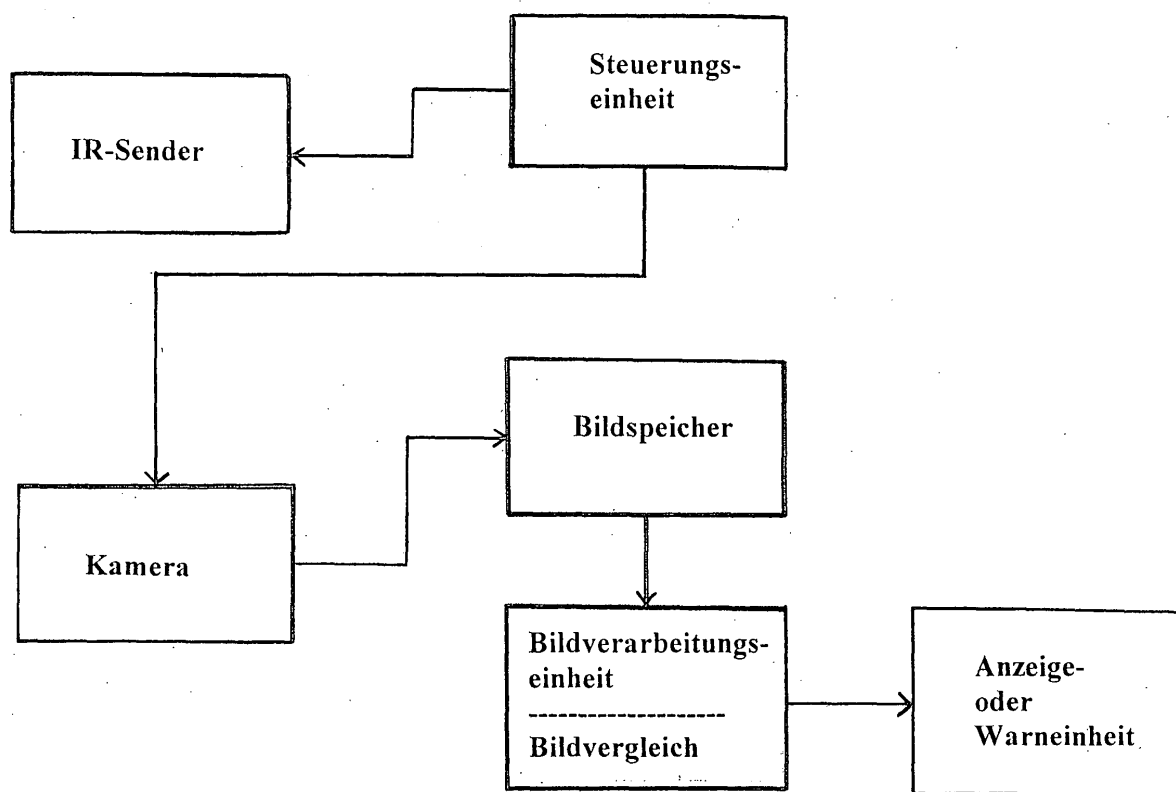 Steuerungs-
einheit
IR-Sender
Bildspeicher
Kamera
Bildverarbeitungs-
einheit
--------------------
Bildvergleich
Anzeige-
oder
Warneinheit